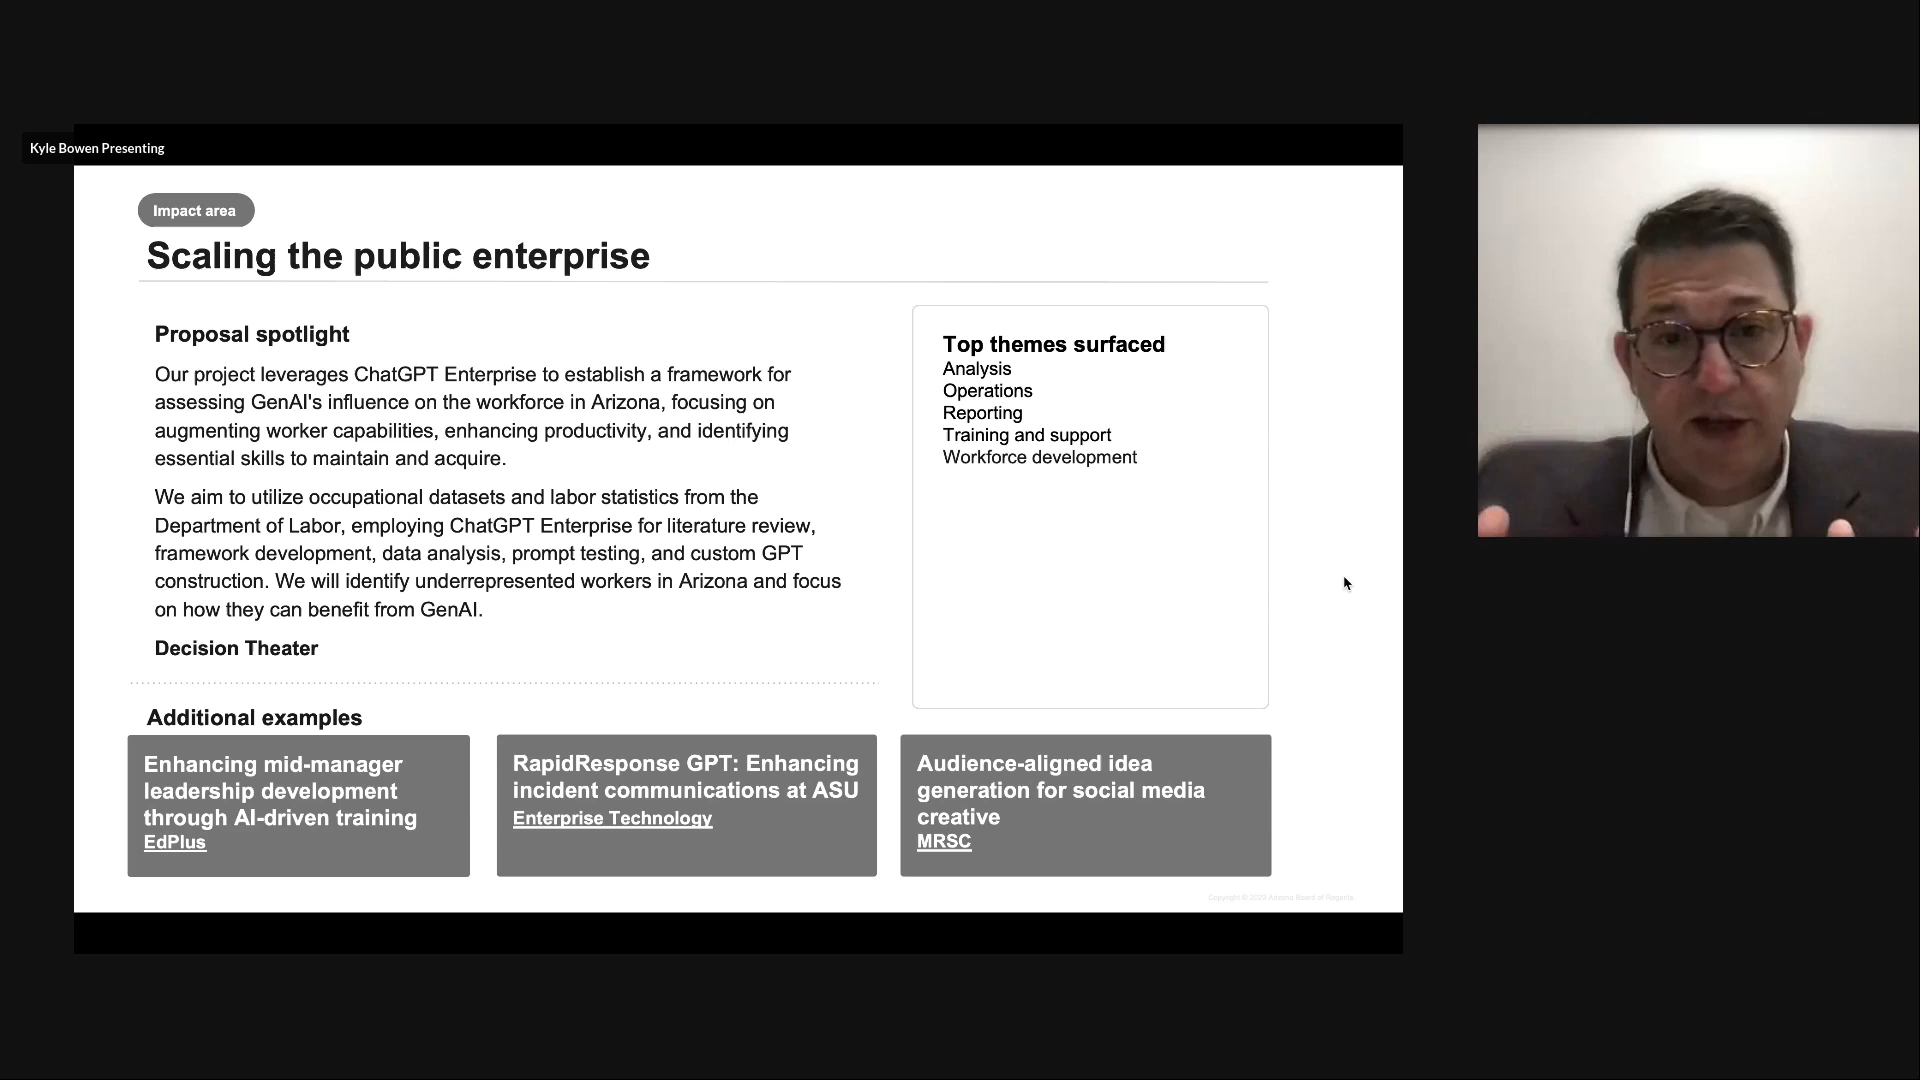 Kyle Bowen Presenting
Impact area
Scaling the public enterprise
Proposal spotlight
Our project leverages ChatGPT Enterprise to establish a framework for
assessing GenAI's influence on the workforce in Arizona, focusing on
augmenting worker capabilities, enhancing productivity, and identifying
essential skills to maintain and acquire.
We aim to utilize occupational datasets and labor statistics from the
Department of Labor, employing ChatGPT Enterprise for literature review,
framework development, data analysis, prompt testing, and custom GPT
construction. We will identify underrepresented workers in Arizona and focus
on how they can benefit from GenAI.
Decision Theater
Top themes surfaced
Analysis
Operations
Reporting
Training and support
Workforce development
Additional examples
Enhancing mid-manager
leadership development
through AI-driven training
EdPlus
RapidResponse GPT: Enhancing
incident communications at ASU
Enterprise Technology
Audience-aligned idea
generation for social media
creative
MRSC
Copyright © 2023 Arizona Board of Regents